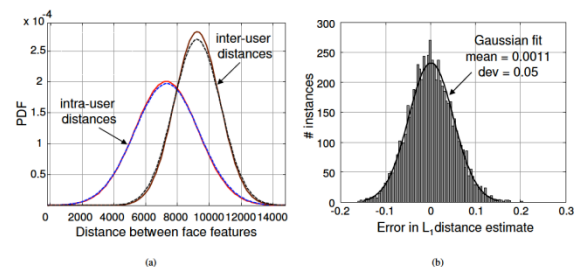 x 10-4
PDF
3
2.5
2
1.5
1
0.5
inter-user
distances
intra-user
distances
0 2000 4000 6000 8000 10000 12000 14000
Distance between face features
(a)
# instances
300
250
200
150
100
50
0
Gaussian fit
mean = 0.0011
dev = 0.05
-0.2 -0.1 0 0.1 0.2 0.3
Error in L1distance estimate
(b)